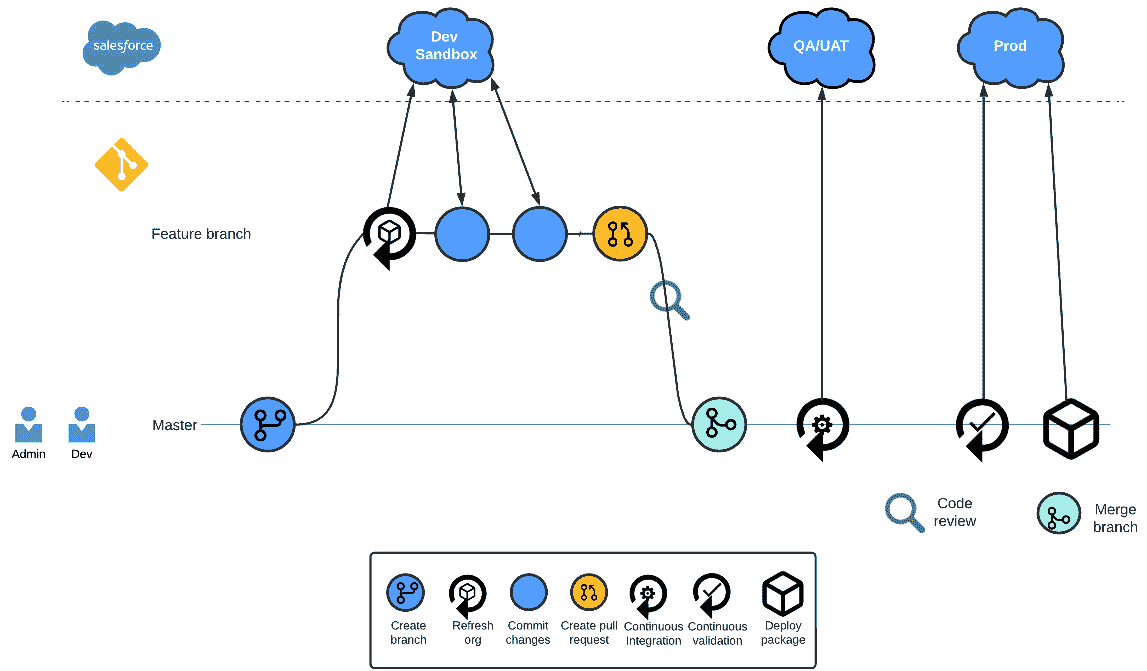 salesforce
Dev
Sandbox
QA/UAT
Prod
Feature branch
Master
Admin
Dev
Code
review
Merge
branch
Create
branch
Refresh
org
Commit
changes
Create pull
request
Continuous
Integration
Continuous
validation
Deploy
package